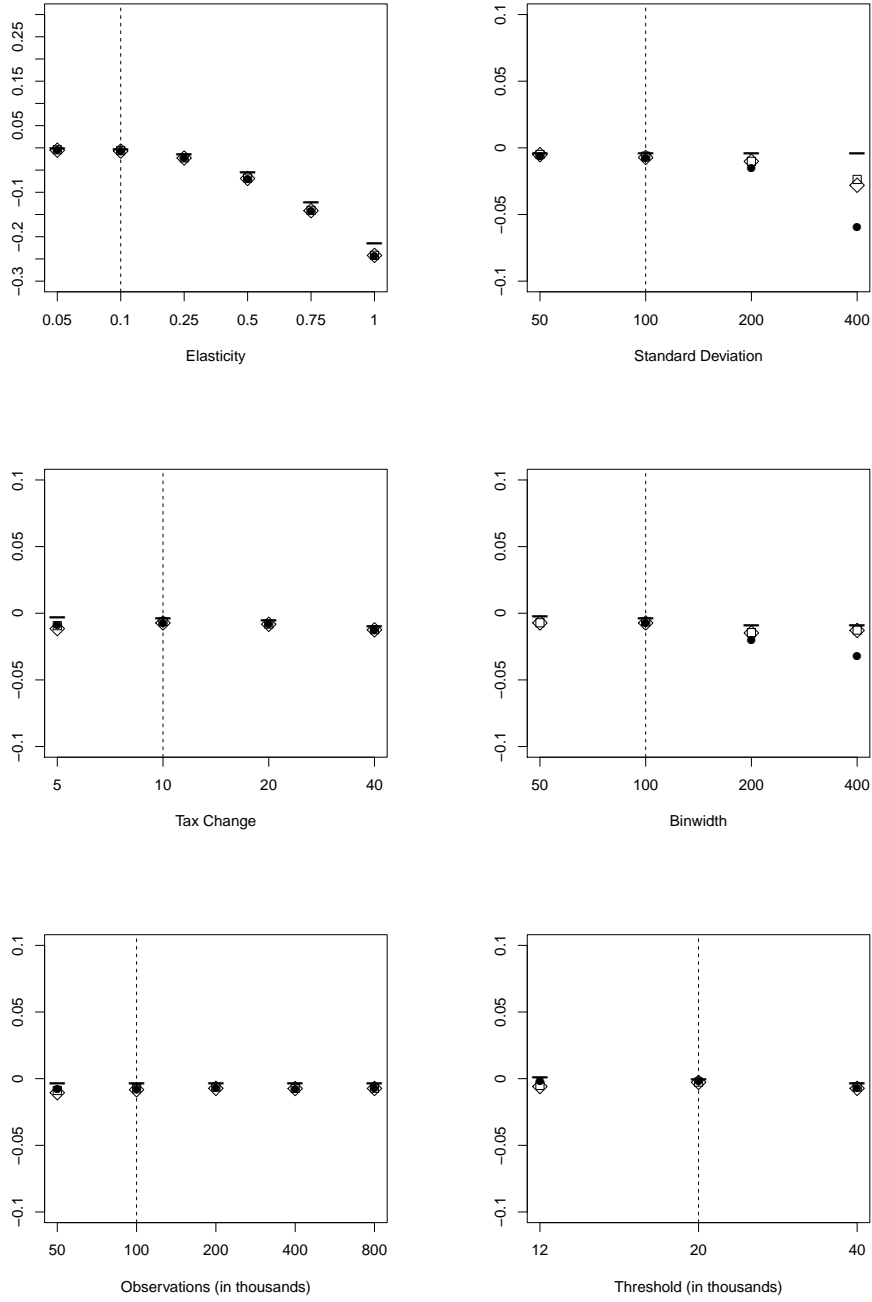 0.25
0.15
0.05
−0.1
−0.2
−0.3
0.05 0.1 0.25 0.5 0.75 1
Elasticity
0.1
0.05
0
−0.05
−0.1
50 100 200 400
Standard Deviation
0.1
0.05
0
−0.05
−0.1
5 10 20 40
Tax Change
0.1
0.05
0
−0.05
−0.1
50 100 200 400
Binwidth
0.1
0.05
0
−0.05
−0.1
50 100 200 400 800
Observations (in thousands)
0.1
0.05
0
−0.05
−0.1
12 20 40
Threshold (in thousands)